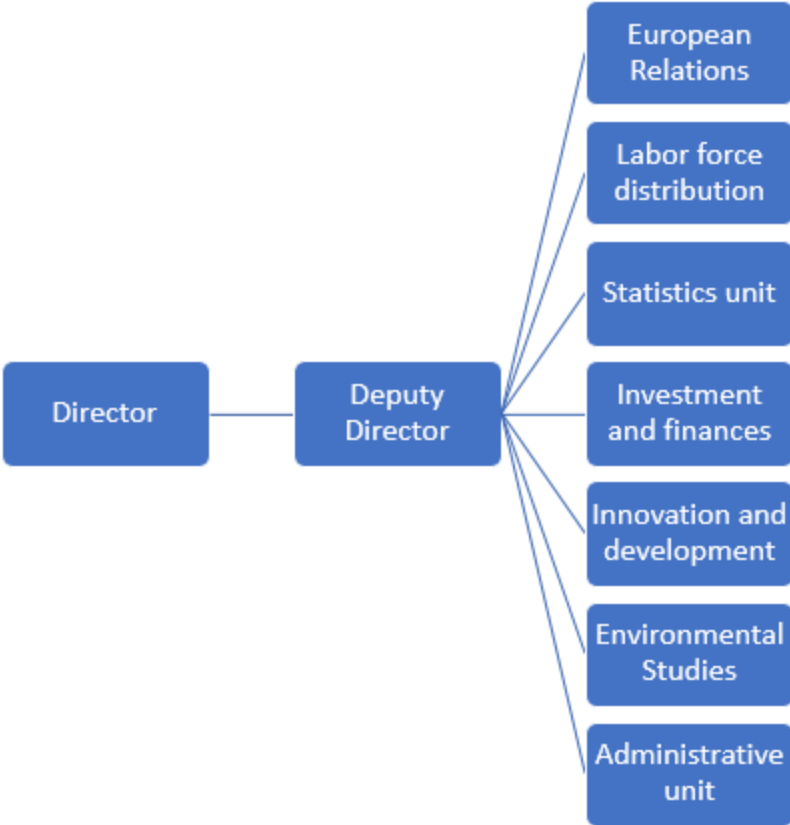 Director
Deputy
Director
European
Relations
Labor force
distribution
Statistics unit
Investment
and finances
Innovation and
development
Environmental
Studies
Administrative
unit